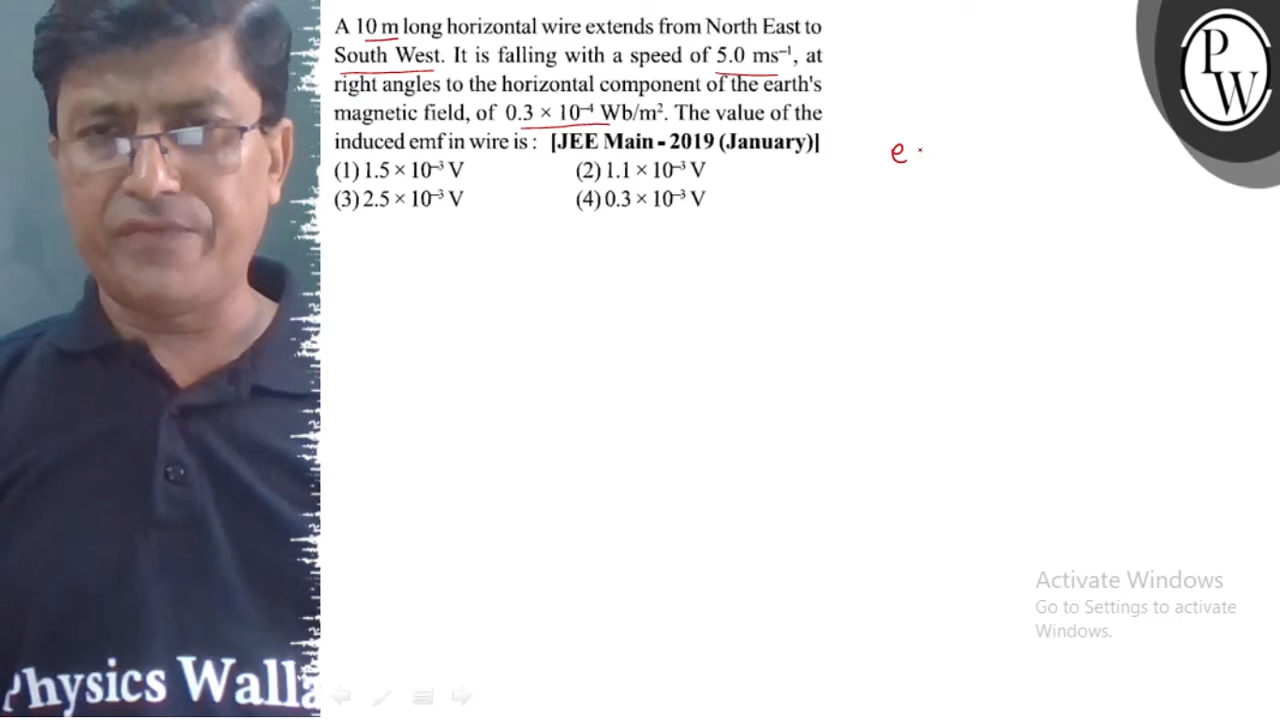 A 10 m long horizontal wire extends from North East to
South West. It is falling with a speed of 5.0 ms⁻¹, at
right angles to the horizontal component of the earth's
magnetic field, of 0.3 × 10⁻⁴ Wb/m². The value of the
induced emf in wire is : [JEE Main - 2019 (January)]
(1) 1.5 × 10⁻³ V (2) 1.1 × 10⁻³ V
(3) 2.5 × 10⁻³ V (4) 0.3 × 10⁻³ V
e
P
W
Activate Windows
Go to Settings to activate
Windows.
Physics Walla